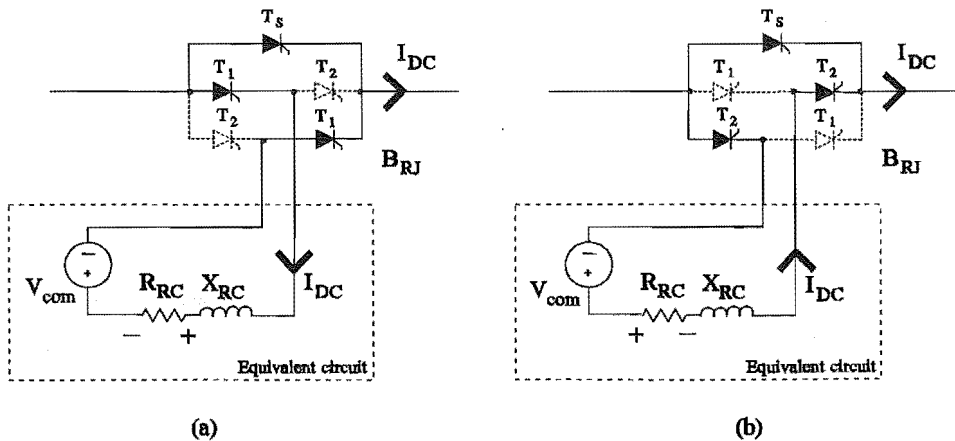 T_S
I_DC
T_1
T_2
T_2
T_1
B_RJ
V_com
R_RC
X_RC
I_DC
− +
− +
Equivalent circuit
(a)
T_S
I_DC
T_1
T_2
T_2
T_1
B_RJ
V_com
R_RC
X_RC
I_DC
− +
+ −
Equivalent circuit
(b)